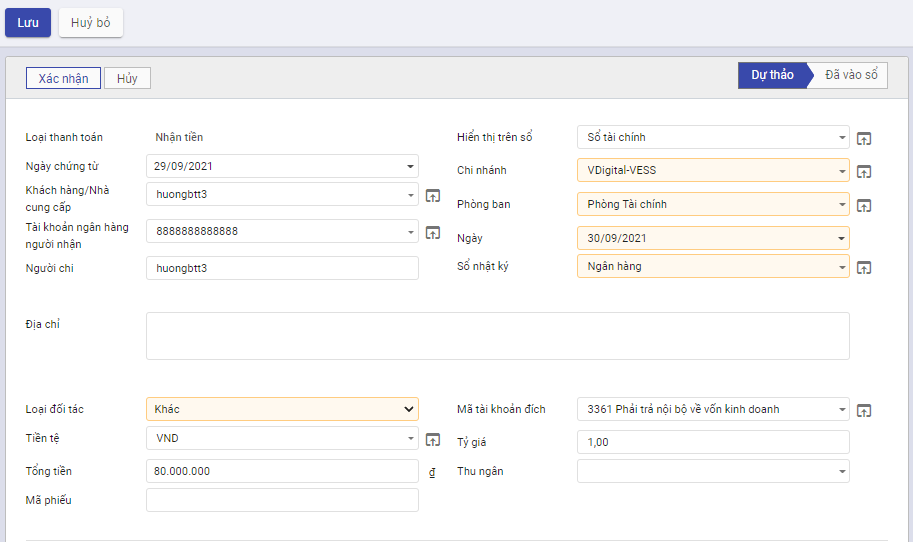 Lưu
Huỷ bỏ
Xác nhận
Hủy
Dự thảo
Đã vào sổ
Loại thanh toán
Nhận tiền
Hiển thị trên sổ
Sổ tài chính
Ngày chứng từ
29/09/2021
Chi nhánh
VDigital-VESS
Khách hàng/Nhà
cung cấp
huongbtt3
Phòng ban
Phòng Tài chính
Tài khoản ngân hàng
người nhận
8888888888888
Ngày
30/09/2021
Người chi
huongbtt3
Sổ nhật ký
Ngân hàng
Địa chỉ
Loại đối tác
Khác
Mã tài khoản đích
3361 Phải trả nội bộ về vốn kinh doanh
Tiền tệ
VND
Tỷ giá
1,00
Tổng tiền
80.000.000
₫
Thu ngân
Mã phiếu